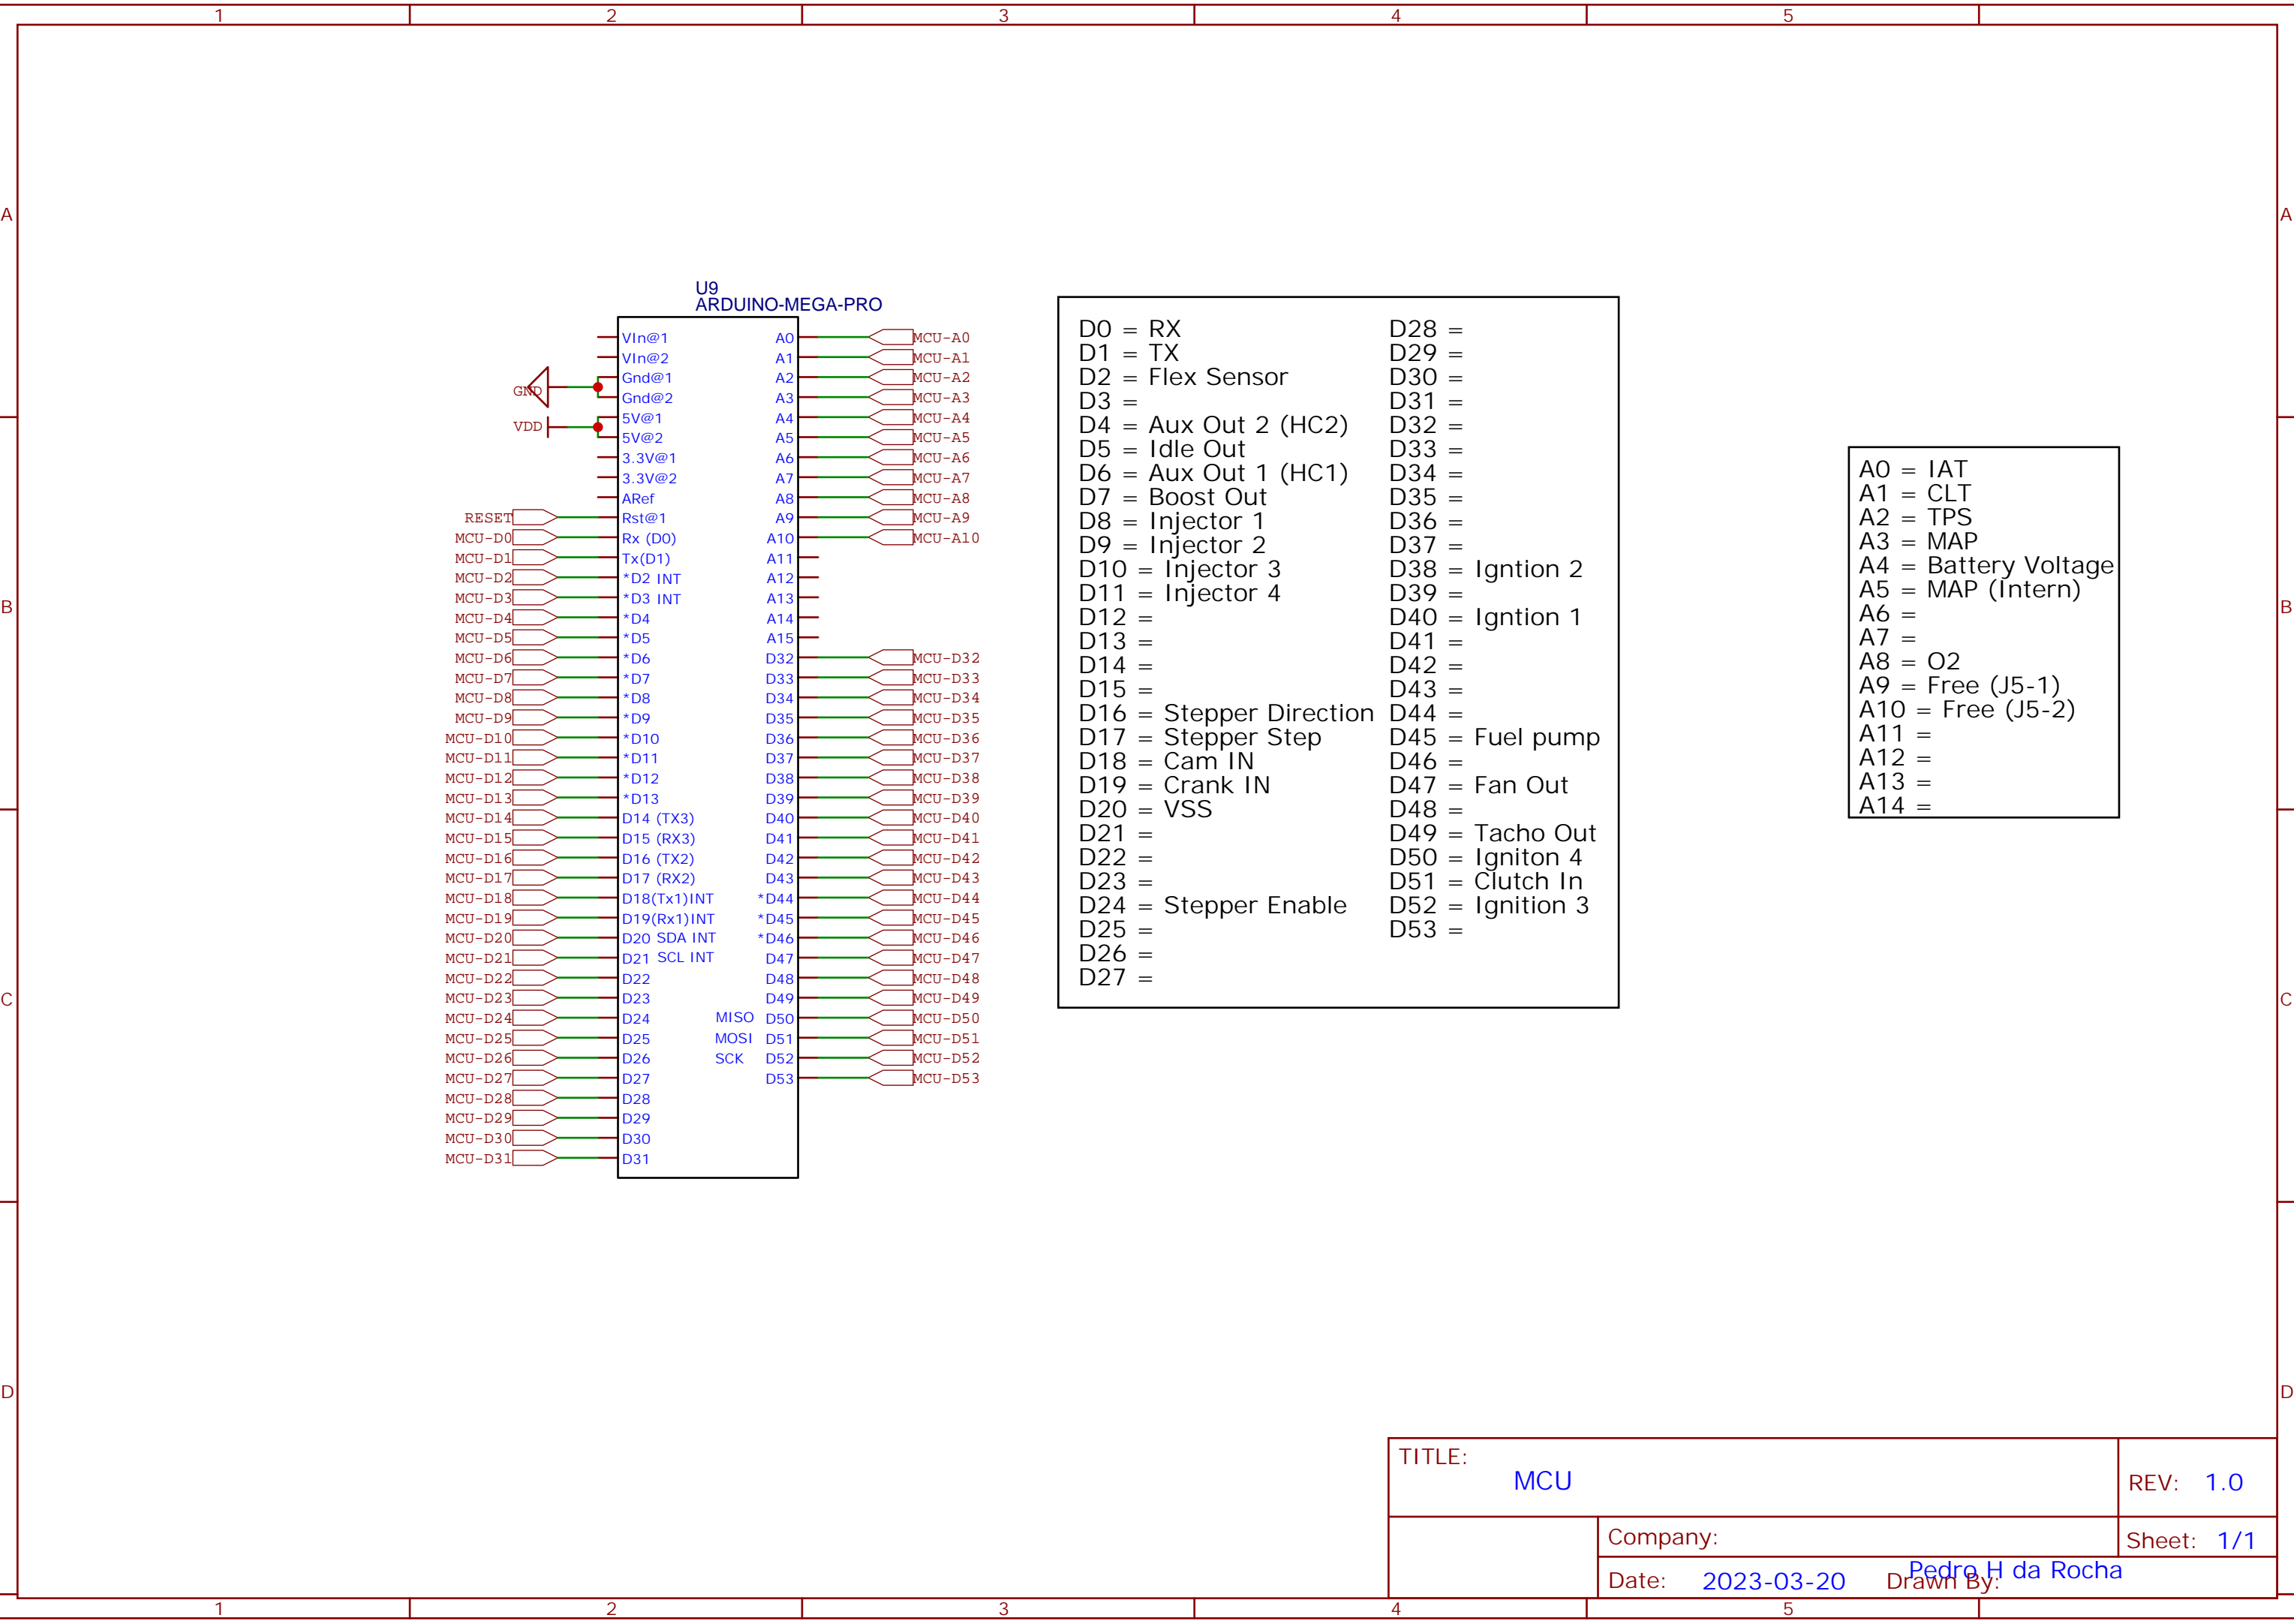 1 2 3 4 5
A A
B B
C C
D D
U9
ARDUINO-MEGA-PRO
VIn@1 A0 MCU-A0
VIn@2 A1 MCU-A1
GND Gnd@1 A2 MCU-A2
Gnd@2 A3 MCU-A3
VDD 5V@1 A4 MCU-A4
5V@2 A5 MCU-A5
3.3V@1 A6 MCU-A6
3.3V@2 A7 MCU-A7
ARef A8 MCU-A8
RESET Rst@1 A9 MCU-A9
MCU-D0 Rx (D0) A10 MCU-A10
MCU-D1 Tx(D1) A11
MCU-D2 *D2 INT A12
MCU-D3 *D3 INT A13
MCU-D4 *D4 A14
MCU-D5 *D5 A15
MCU-D6 *D6 D32 MCU-D32
MCU-D7 *D7 D33 MCU-D33
MCU-D8 *D8 D34 MCU-D34
MCU-D9 *D9 D35 MCU-D35
MCU-D10 *D10 D36 MCU-D36
MCU-D11 *D11 D37 MCU-D37
MCU-D12 *D12 D38 MCU-D38
MCU-D13 *D13 D39 MCU-D39
MCU-D14 D14 (TX3) D40 MCU-D40
MCU-D15 D15 (RX3) D41 MCU-D41
MCU-D16 D16 (TX2) D42 MCU-D42
MCU-D17 D17 (RX2) D43 MCU-D43
MCU-D18 D18(Tx1)INT *D44 MCU-D44
MCU-D19 D19(Rx1)INT *D45 MCU-D45
MCU-D20 D20 SDA INT *D46 MCU-D46
MCU-D21 D21 SCL INT D47 MCU-D47
MCU-D22 D22 D48 MCU-D48
MCU-D23 D23 D49 MCU-D49
MCU-D24 D24 MISO D50 MCU-D50
MCU-D25 D25 MOSI D51 MCU-D51
MCU-D26 D26 SCK D52 MCU-D52
MCU-D27 D27 D53 MCU-D53
MCU-D28 D28
MCU-D29 D29
MCU-D30 D30
MCU-D31 D31
D0 = RX
D1 = TX
D2 = Flex Sensor
D3 =
D4 = Aux Out 2 (HC2)
D5 = Idle Out
D6 = Aux Out 1 (HC1)
D7 = Boost Out
D8 = Injector 1
D9 = Injector 2
D10 = Injector 3
D11 = Injector 4
D12 =
D13 =
D14 =
D15 =
D16 = Stepper Direction
D17 = Stepper Step
D18 = Cam IN
D19 = Crank IN
D20 = VSS
D21 =
D22 =
D23 =
D24 = Stepper Enable
D25 =
D26 =
D27 =
D28 =
D29 =
D30 =
D31 =
D32 =
D33 =
D34 =
D35 =
D36 =
D37 =
D38 = Igntion 2
D39 =
D40 = Igntion 1
D41 =
D42 =
D43 =
D44 =
D45 = Fuel pump
D46 =
D47 = Fan Out
D48 =
D49 = Tacho Out
D50 = Igniton 4
D51 = Clutch In
D52 = Ignition 3
D53 =
A0 = IAT
A1 = CLT
A2 = TPS
A3 = MAP
A4 = Battery Voltage
A5 = MAP (Intern)
A6 =
A7 =
A8 = O2
A9 = Free (J5-1)
A10 = Free (J5-2)
A11 =
A12 =
A13 =
A14 =
TITLE:
MCU
REV: 1.0
Company:
Sheet: 1/1
Date: 2023-03-20 Drawn By: Pedro H da Rocha
1 2 3 4 5